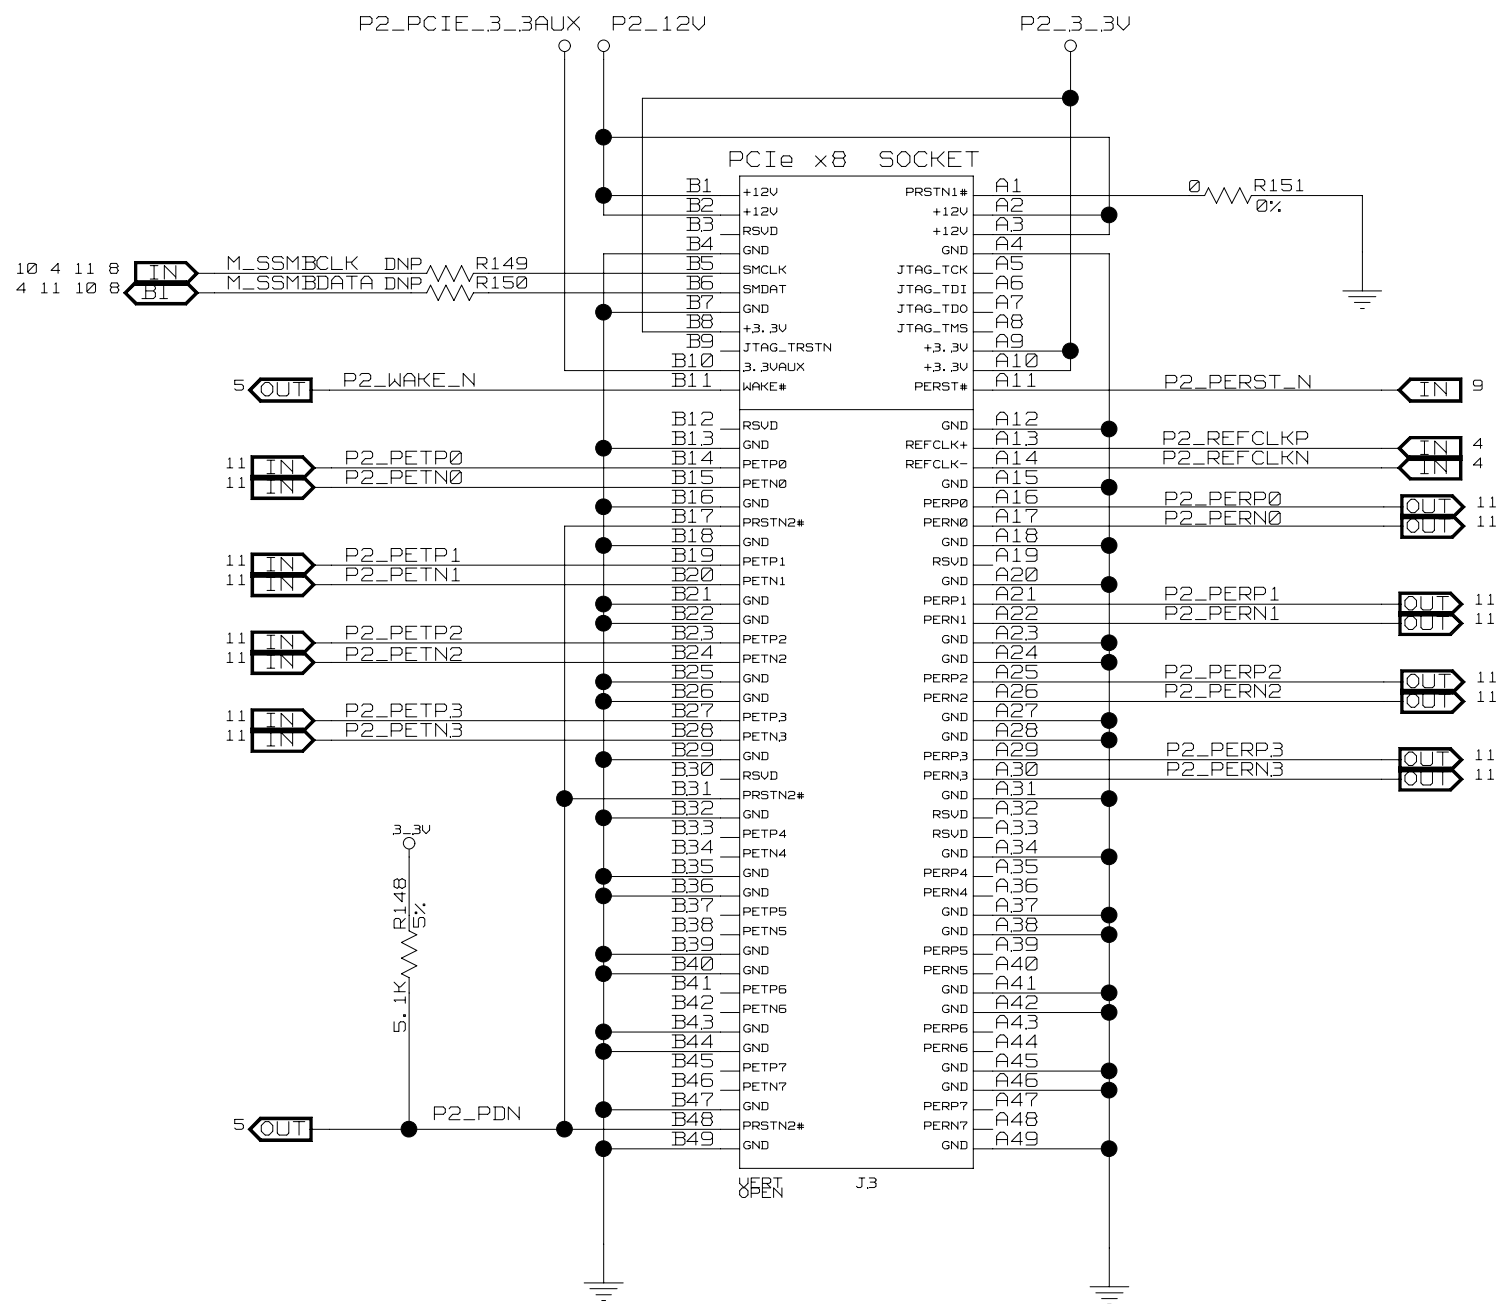 P2_PCIE_3_3AUX P2_12V P2_3_3V
PCIe x8 SOCKET
B1 +12V PRSTN1# A1 0 R151
0%
B2 +12V +12V A2
B3 RSVD +12V A3
B4 GND GND A4
10 4 11 8 IN M_SSMBCLK DNP R149 B5 SMCLK JTAG_TCK A5
4 11 10 8 BI M_SSMBDATA DNP R150 B6 SMDAT JTAG_TDI A6
B7 GND JTAG_TDO A7
B8 +3.3V JTAG_TMS A8
B9 JTAG_TRSTN +3.3V A9
B10 3.3VAUX +3.3V A10
5 OUT P2_WAKE_N B11 WAKE# PERST# A11 P2_PERST_N IN 9
B12 RSVD GND A12
B13 GND REFCLK+ A13 P2_REFCLKP IN 4
11 IN P2_PETP0 B14 PETP0 REFCLK- A14 P2_REFCLKN IN 4
11 IN P2_PETN0 B15 PETN0 GND A15
B16 GND PERP0 A16 P2_PERP0 OUT 11
B17 PRSTN2# PERN0 A17 P2_PERN0 OUT 11
B18 GND GND A18
11 IN P2_PETP1 B19 PETP1 RSVD A19
11 IN P2_PETN1 B20 PETN1 GND A20
B21 GND PERP1 A21 P2_PERP1 OUT 11
B22 GND PERN1 A22 P2_PERN1 OUT 11
11 IN P2_PETP2 B23 PETP2 GND A23
11 IN P2_PETN2 B24 PETN2 GND A24
B25 GND PERP2 A25 P2_PERP2 OUT 11
B26 GND PERN2 A26 P2_PERN2 OUT 11
11 IN P2_PETP3 B27 PETP3 GND A27
11 IN P2_PETN3 B28 PETN3 GND A28
B29 GND PERP3 A29 P2_PERP3 OUT 11
B30 RSVD PERN3 A30 P2_PERN3 OUT 11
B31 PRSTN2# GND A31
B32 GND RSVD A32
3_3V B33 PETP4 RSVD A33
B34 PETN4 GND A34
B35 GND PERP4 A35
R148 5% B36 GND PERN4 A36
B37 PETP5 GND A37
B38 PETN5 GND A38
B39 GND PERP5 A39
B40 GND PERN5 A40
5.1K B41 PETP6 GND A41
B42 PETN6 GND A42
B43 GND PERP6 A43
B44 GND PERN6 A44
B45 PETP7 GND A45
B46 PETN7 GND A46
B47 GND PERP7 A47
5 OUT P2_PDN B48 PRSTN2# PERN7 A48
B49 GND GND A49
VERT J3
OPEN